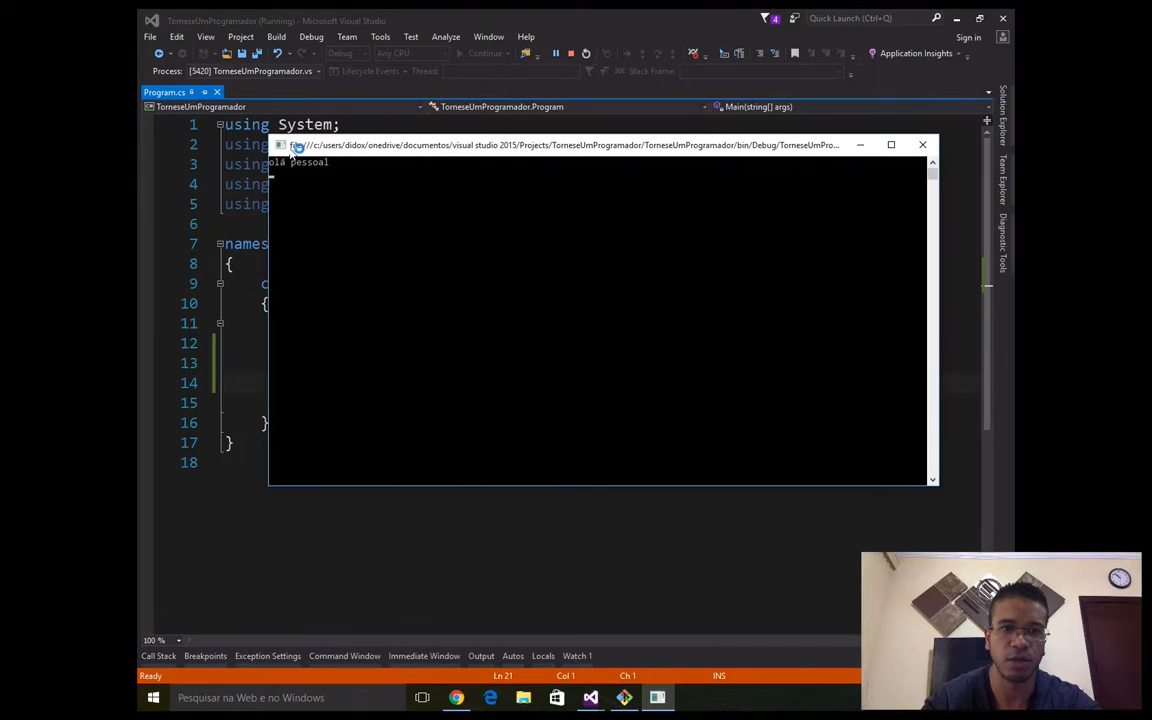 TorneseUmProgramador (Running) - Microsoft Visual Studio
4
Quick Launch (Ctrl+Q)
File Edit View Project Build Debug Team Tools Test Analyze Window Help
Sign in
Debug Any CPU Continue Application Insights
Process: [5420] TorneseUmProgramador.vs Lifecycle Events Thread: Stack Frame:
Program.cs
TorneseUmProgramador TorneseUmProgramador.Program Main(string[] args)
Solution Explorer
Team Explorer
Diagnostic Tools
1 using System;
2 using
3 using
4 using
5 using
6
7 names
8 {
9 c
10 {
11
12
13
14
15
16 }
17 }
18
///c:/users/didox/onedrive/documentos/visual studio 2015/Projects/TorneseUmProgramador/TorneseUmProgramador/bin/Debug/TorneseUmPro...
olá pessoal
100 %
Call Stack Breakpoints Exception Settings Command Window Immediate Window Output Autos Locals Watch 1
Ready Ln 21 Col 1 Ch 1 INS
Pesquisar na Web e no Windows